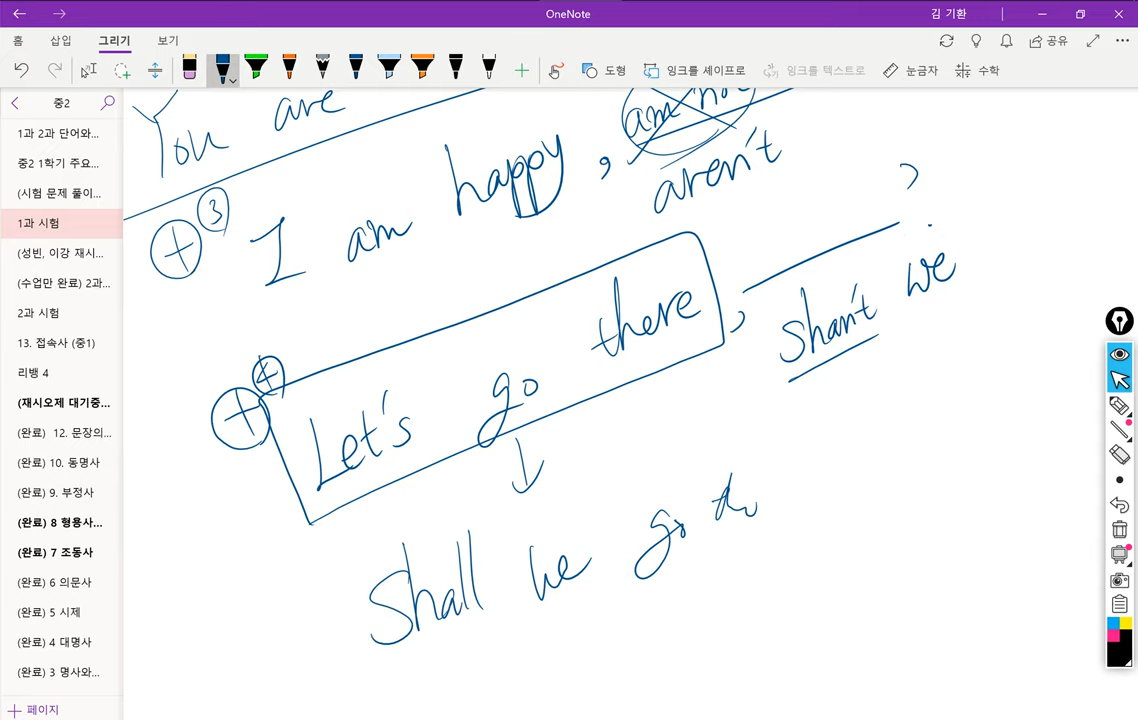 OneNote
김 기환
홈 삽입 그리기 보기
공유
도형 잉크를 셰이프로 잉크를 텍스트로 눈금자 수학
중2
1과 2과 단어와...
중2 1학기 주요...
(시험 문제 풀이...
1과 시험
(성빈, 이강 재시...
(수업만 완료) 2과...
2과 시험
13. 접속사 (중1)
리뱅 4
(재시오제 대기중...
(완료) 12. 문장의...
(완료) 10. 동명사
(완료) 9. 부정사
(완료) 8 형용사...
(완료) 7 조동사
(완료) 6 의문사
(완료) 5 시제
(완료) 4 대명사
(완료) 3 명사와...
페이지
You are
+③ I am happy, am not
aren't
+④ Let's go there, shan't we
Shall we go